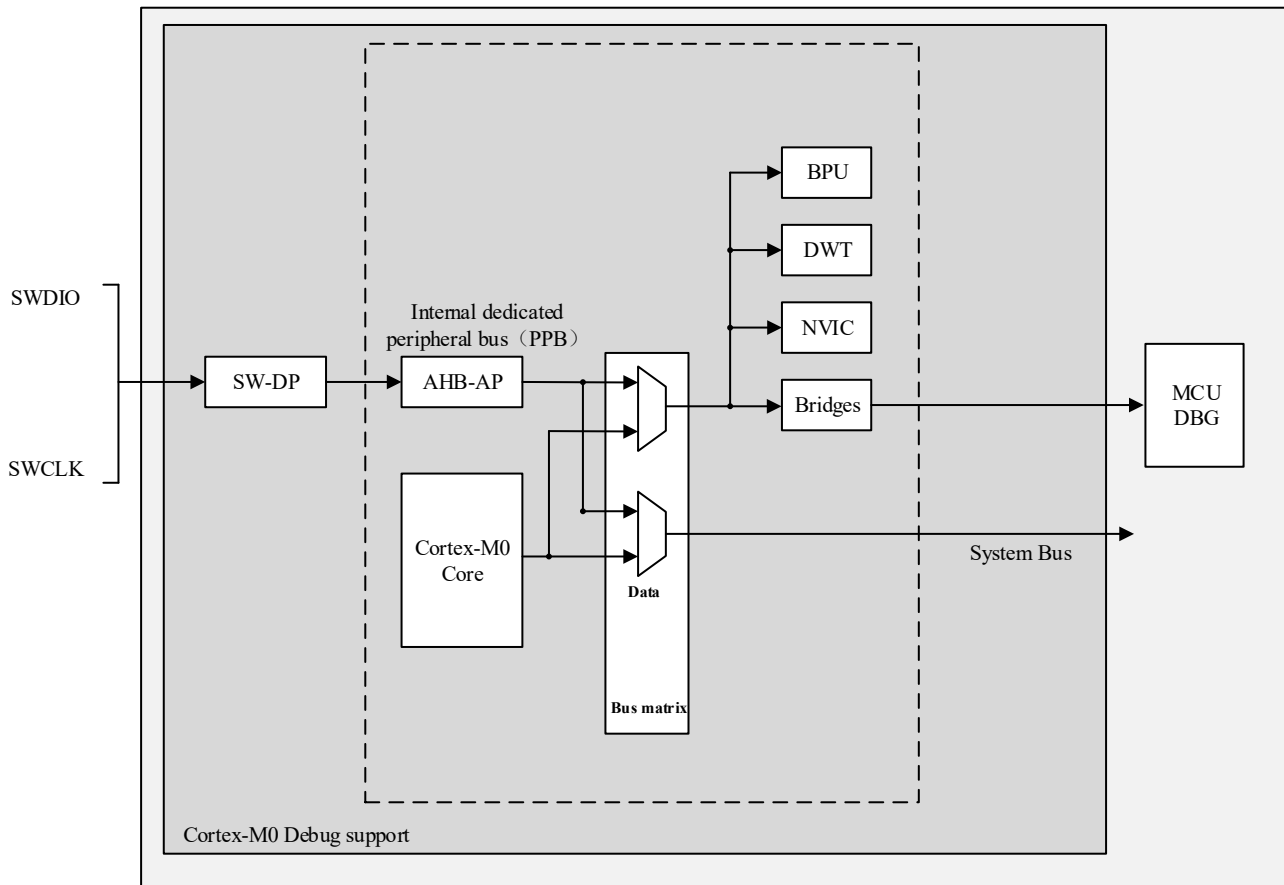 BPU
DWT
SWDIO
Internal dedicated
peripheral bus（PPB）
NVIC
SW-DP
AHB-AP
Bridges
MCU
DBG
SWCLK
Cortex-M0
Core
System Bus
Data
Bus matrix
Cortex-M0 Debug support